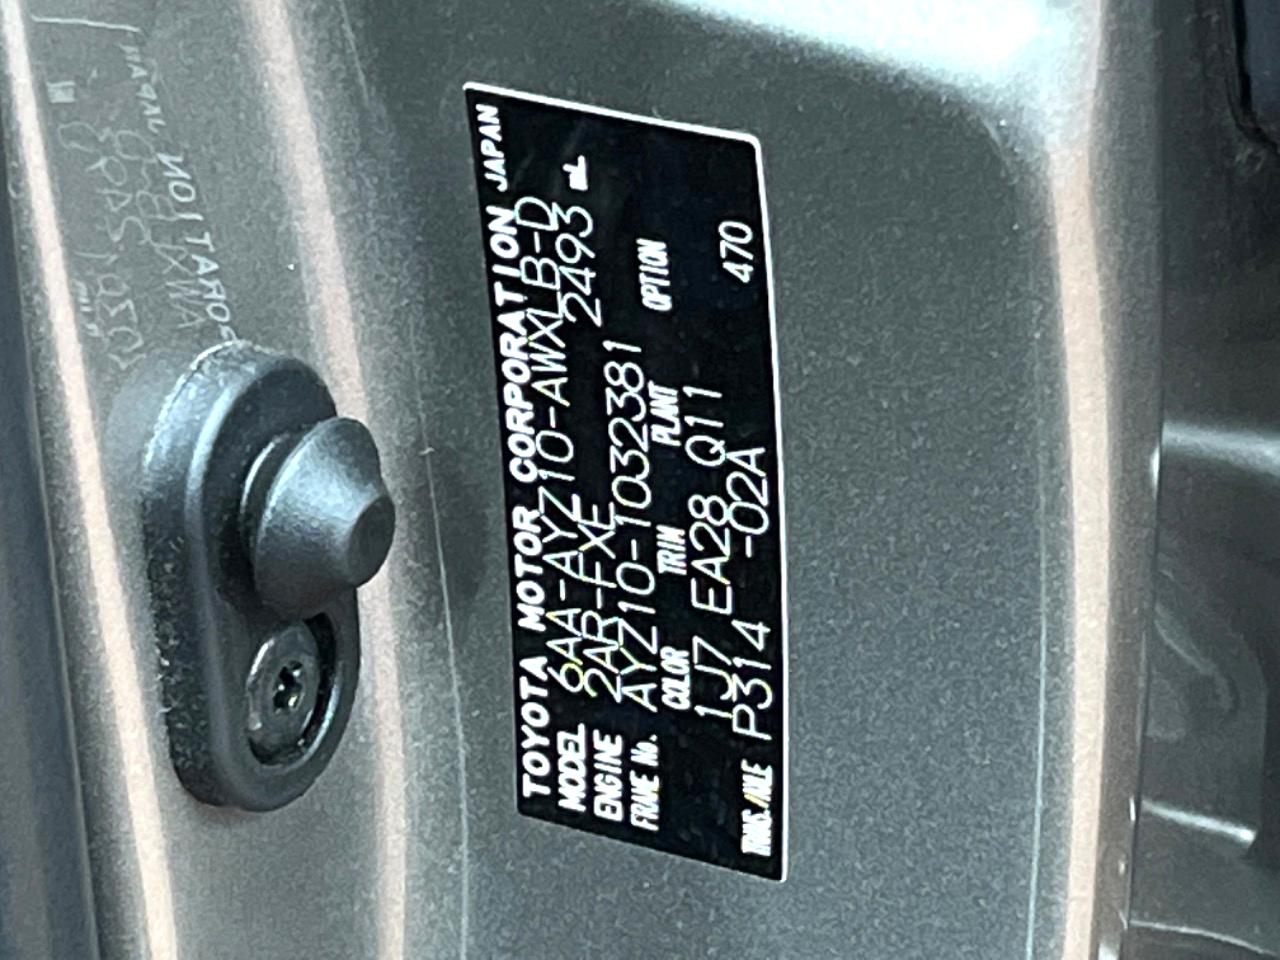 TOYOTA MOTOR CORPORATION JAPAN
MODEL 6AA-AYZ10-AWXLB-D
ENGINE 2AR-FXE 2493 mL
FRAME No. AYZ10-1032381
COLOR TRIM PLANT OPTION
1J7 EA28 Q11
TRANS./AXLE P314 -02A 470